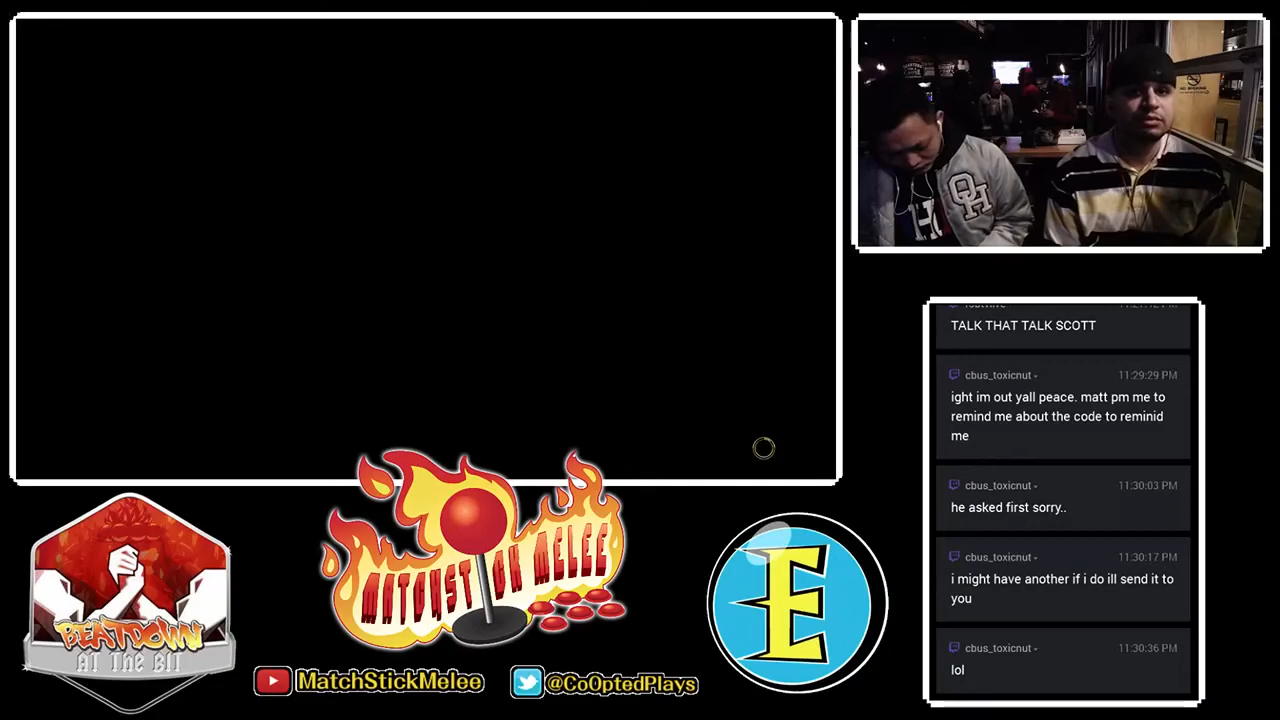 OH
H
NO SMOKING
TALK THAT TALK SCOTT
cbus_toxicnut
11:29:29 PM
ight im out yall peace. matt pm me to
remind me about the code to reminid
me
cbus_toxicnut
11:30:03 PM
he asked first sorry..
cbus_toxicnut
11:30:17 PM
i might have another if i do ill send it to
you
cbus_toxicnut
11:30:36 PM
lol
BEATDOWN
AT THE BIT
MATCHSTICK MELEE
E
MatchStickMelee
@CoOptedPlays